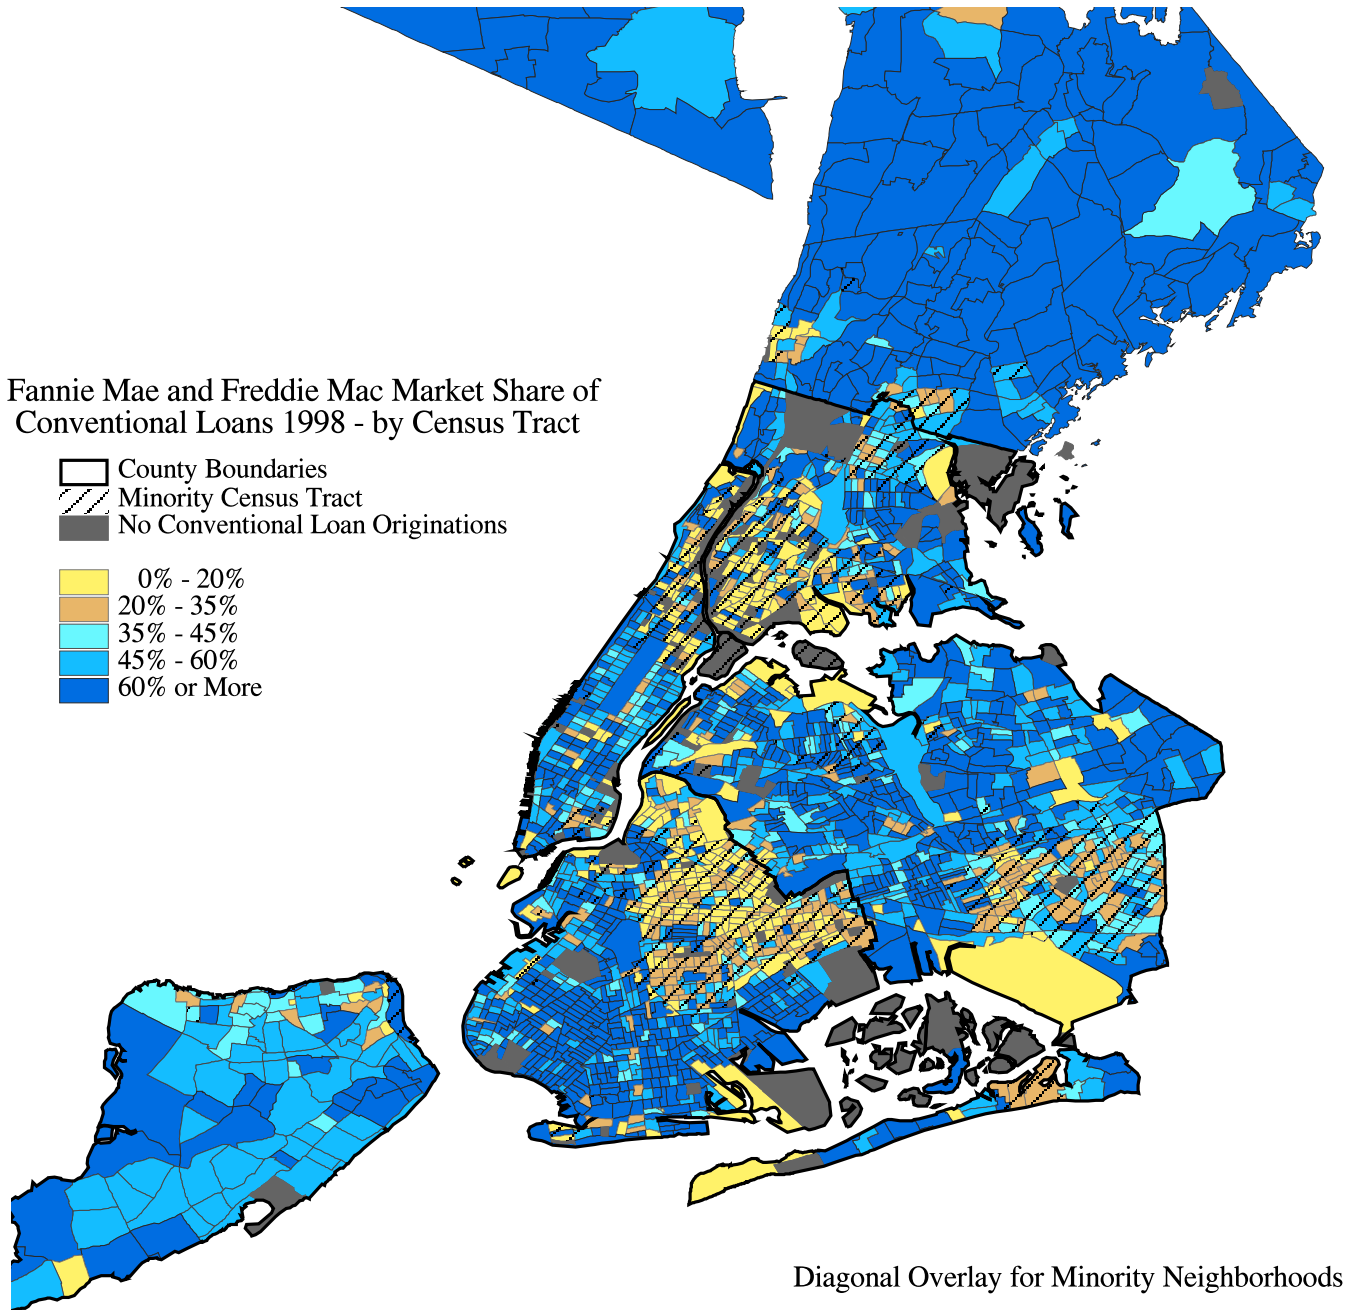 Fannie Mae and Freddie Mac Market Share of
Conventional Loans 1998 - by Census Tract
County Boundaries
Minority Census Tract
No Conventional Loan Originations
0% - 20%
20% - 35%
35% - 45%
45% - 60%
60% or More
Diagonal Overlay for Minority Neighborhoods